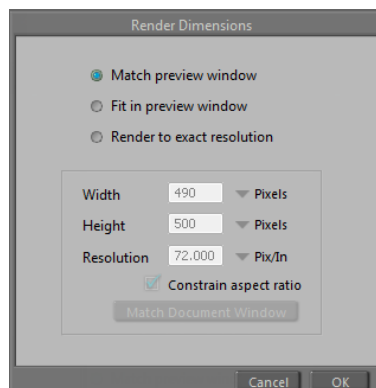 Render Dimensions
Match preview window
Fit in preview window
Render to exact resolution
Width 490 Pixels
Height 500 Pixels
Resolution 72.000 Pix/In
Constrain aspect ratio
Match Document Window
Cancel OK